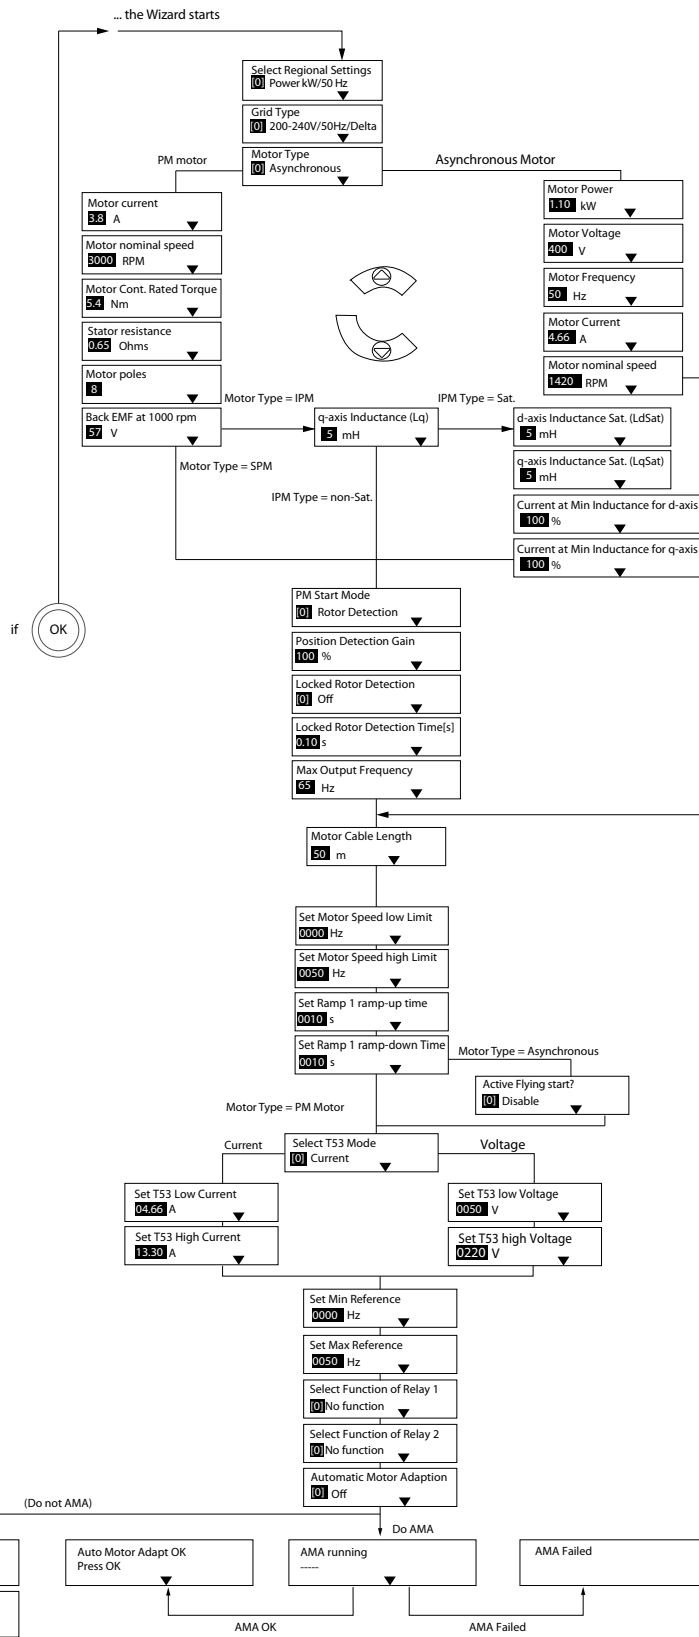 ... the Wizard starts
Select Regional Settings
[0] Power kW/50 Hz
Grid Type
[0] 200-240V/50Hz/Delta
Motor Type
[0] Asynchronous
PM motor
Asynchronous Motor
Motor current
3.8 A
Motor nominal speed
3000 RPM
Motor Cont. Rated Torque
5.4 Nm
Stator resistance
0.65 Ohms
Motor poles
8
Back EMF at 1000 rpm
57 V
Motor Power
1.10 kW
Motor Voltage
400 V
Motor Frequency
50 Hz
Motor Current
4.66 A
Motor nominal speed
1420 RPM
Motor Type = IPM
q-axis Inductance (Lq)
5 mH
IPM Type = Sat.
d-axis Inductance Sat. (LdSat)
5 mH
q-axis Inductance Sat. (LqSat)
5 mH
Current at Min Inductance for d-axis
100 %
Current at Min Inductance for q-axis
100 %
Motor Type = SPM
IPM Type = non-Sat.
if
OK
PM Start Mode
[0] Rotor Detection
Position Detection Gain
100 %
Locked Rotor Detection
[0] Off
Locked Rotor Detection Time[s]
0.10 s
Max Output Frequency
65 Hz
Motor Cable Length
50 m
Set Motor Speed low Limit
0000 Hz
Set Motor Speed high Limit
0050 Hz
Set Ramp 1 ramp-up time
0010 s
Set Ramp 1 ramp-down Time
0010 s
Motor Type = Asynchronous
Active Flying start?
[0] Disable
Motor Type = PM Motor
Current
Select T53 Mode
[0] Current
Voltage
Set T53 Low Current
04.66 A
Set T53 High Current
13.30 A
Set T53 low Voltage
0050 V
Set T53 high Voltage
0220 V
Set Min Reference
0000 Hz
Set Max Reference
0050 Hz
Select Function of Relay 1
[0] No function
Select Function of Relay 2
[0] No function
Automatic Motor Adaption
[0] Off
(Do not AMA)
Do AMA
Auto Motor Adapt OK
Press OK
AMA running
-----
AMA Failed
AMA OK
AMA Failed